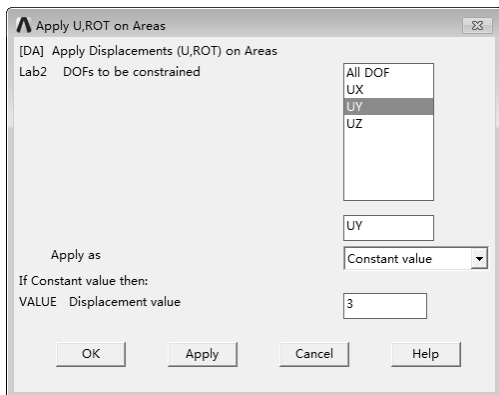 Apply U,ROT on Areas
[DA] Apply Displacements (U,ROT) on Areas
Lab2 DOFs to be constrained
All DOF
UX
UY
UZ
UY
Apply as Constant value
If Constant value then:
VALUE Displacement value 3
OK Apply Cancel Help